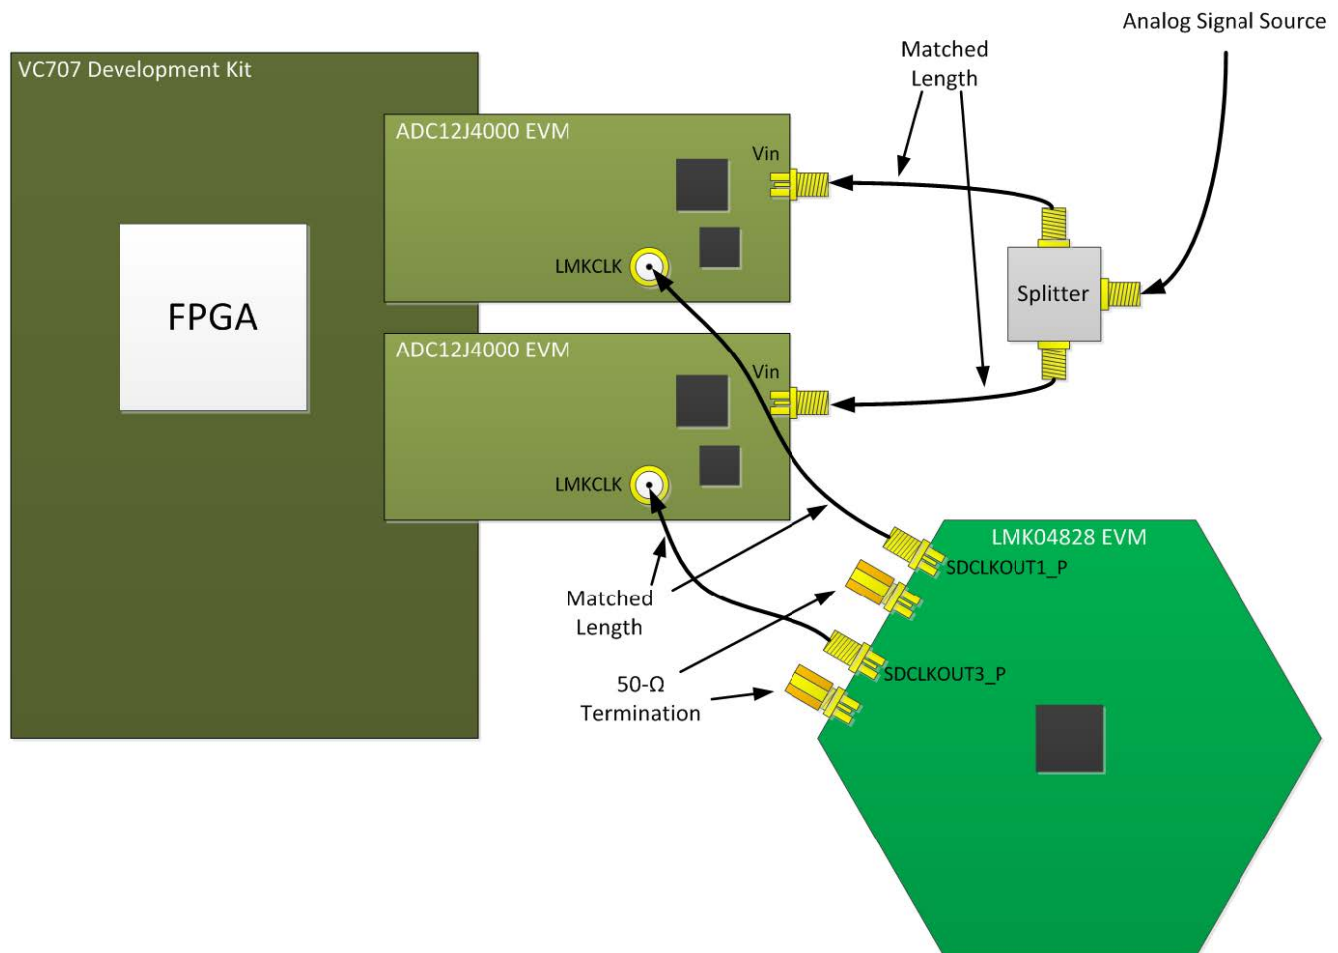 Analog Signal Source
Matched
Length
VC707 Development Kit
ADC12J4000 EVM
Vin
LMKCLK
Splitter
FPGA
ADC12J4000 EVM
Vin
LMKCLK
LMK04828 EVM
SDCLKOUT1_P
Matched
Length
SDCLKOUT3_P
50-Ω
Termination